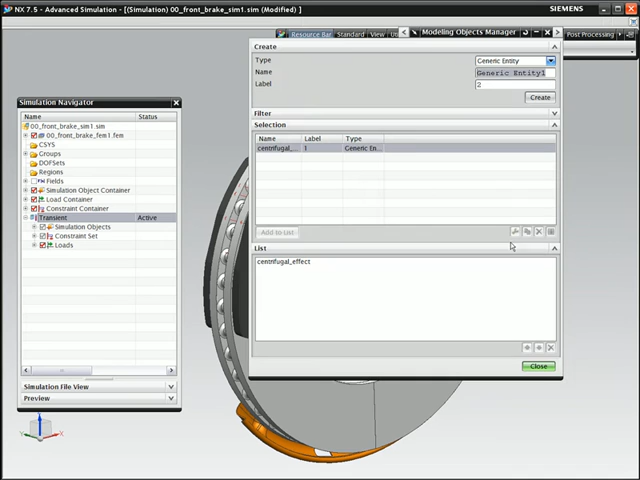 NX 7.5 - Advanced Simulation - [(Simulation) 00_front_brake_sim1.sim (Modified) ]
SIEMENS
Resource Bar
Standard
View
Modeling Objects Manager
Post Processing
Create
Type
Generic Entity
Name
Generic Entity1
Label
2
Create
Filter
Selection
Name Label Type
centrifugal_... 1 Generic En...
Add to List
List
centrifugal_effect
Close
Simulation Navigator
Name Status
00_front_brake_sim1.sim
00_front_brake_fem1.fem
CSYS
Groups
DOFSets
Regions
Fields
Simulation Object Container
Load Container
Constraint Container
Transient Active
Simulation Objects
Constraint Set
Loads
Simulation File View
Preview
X
Y
Z